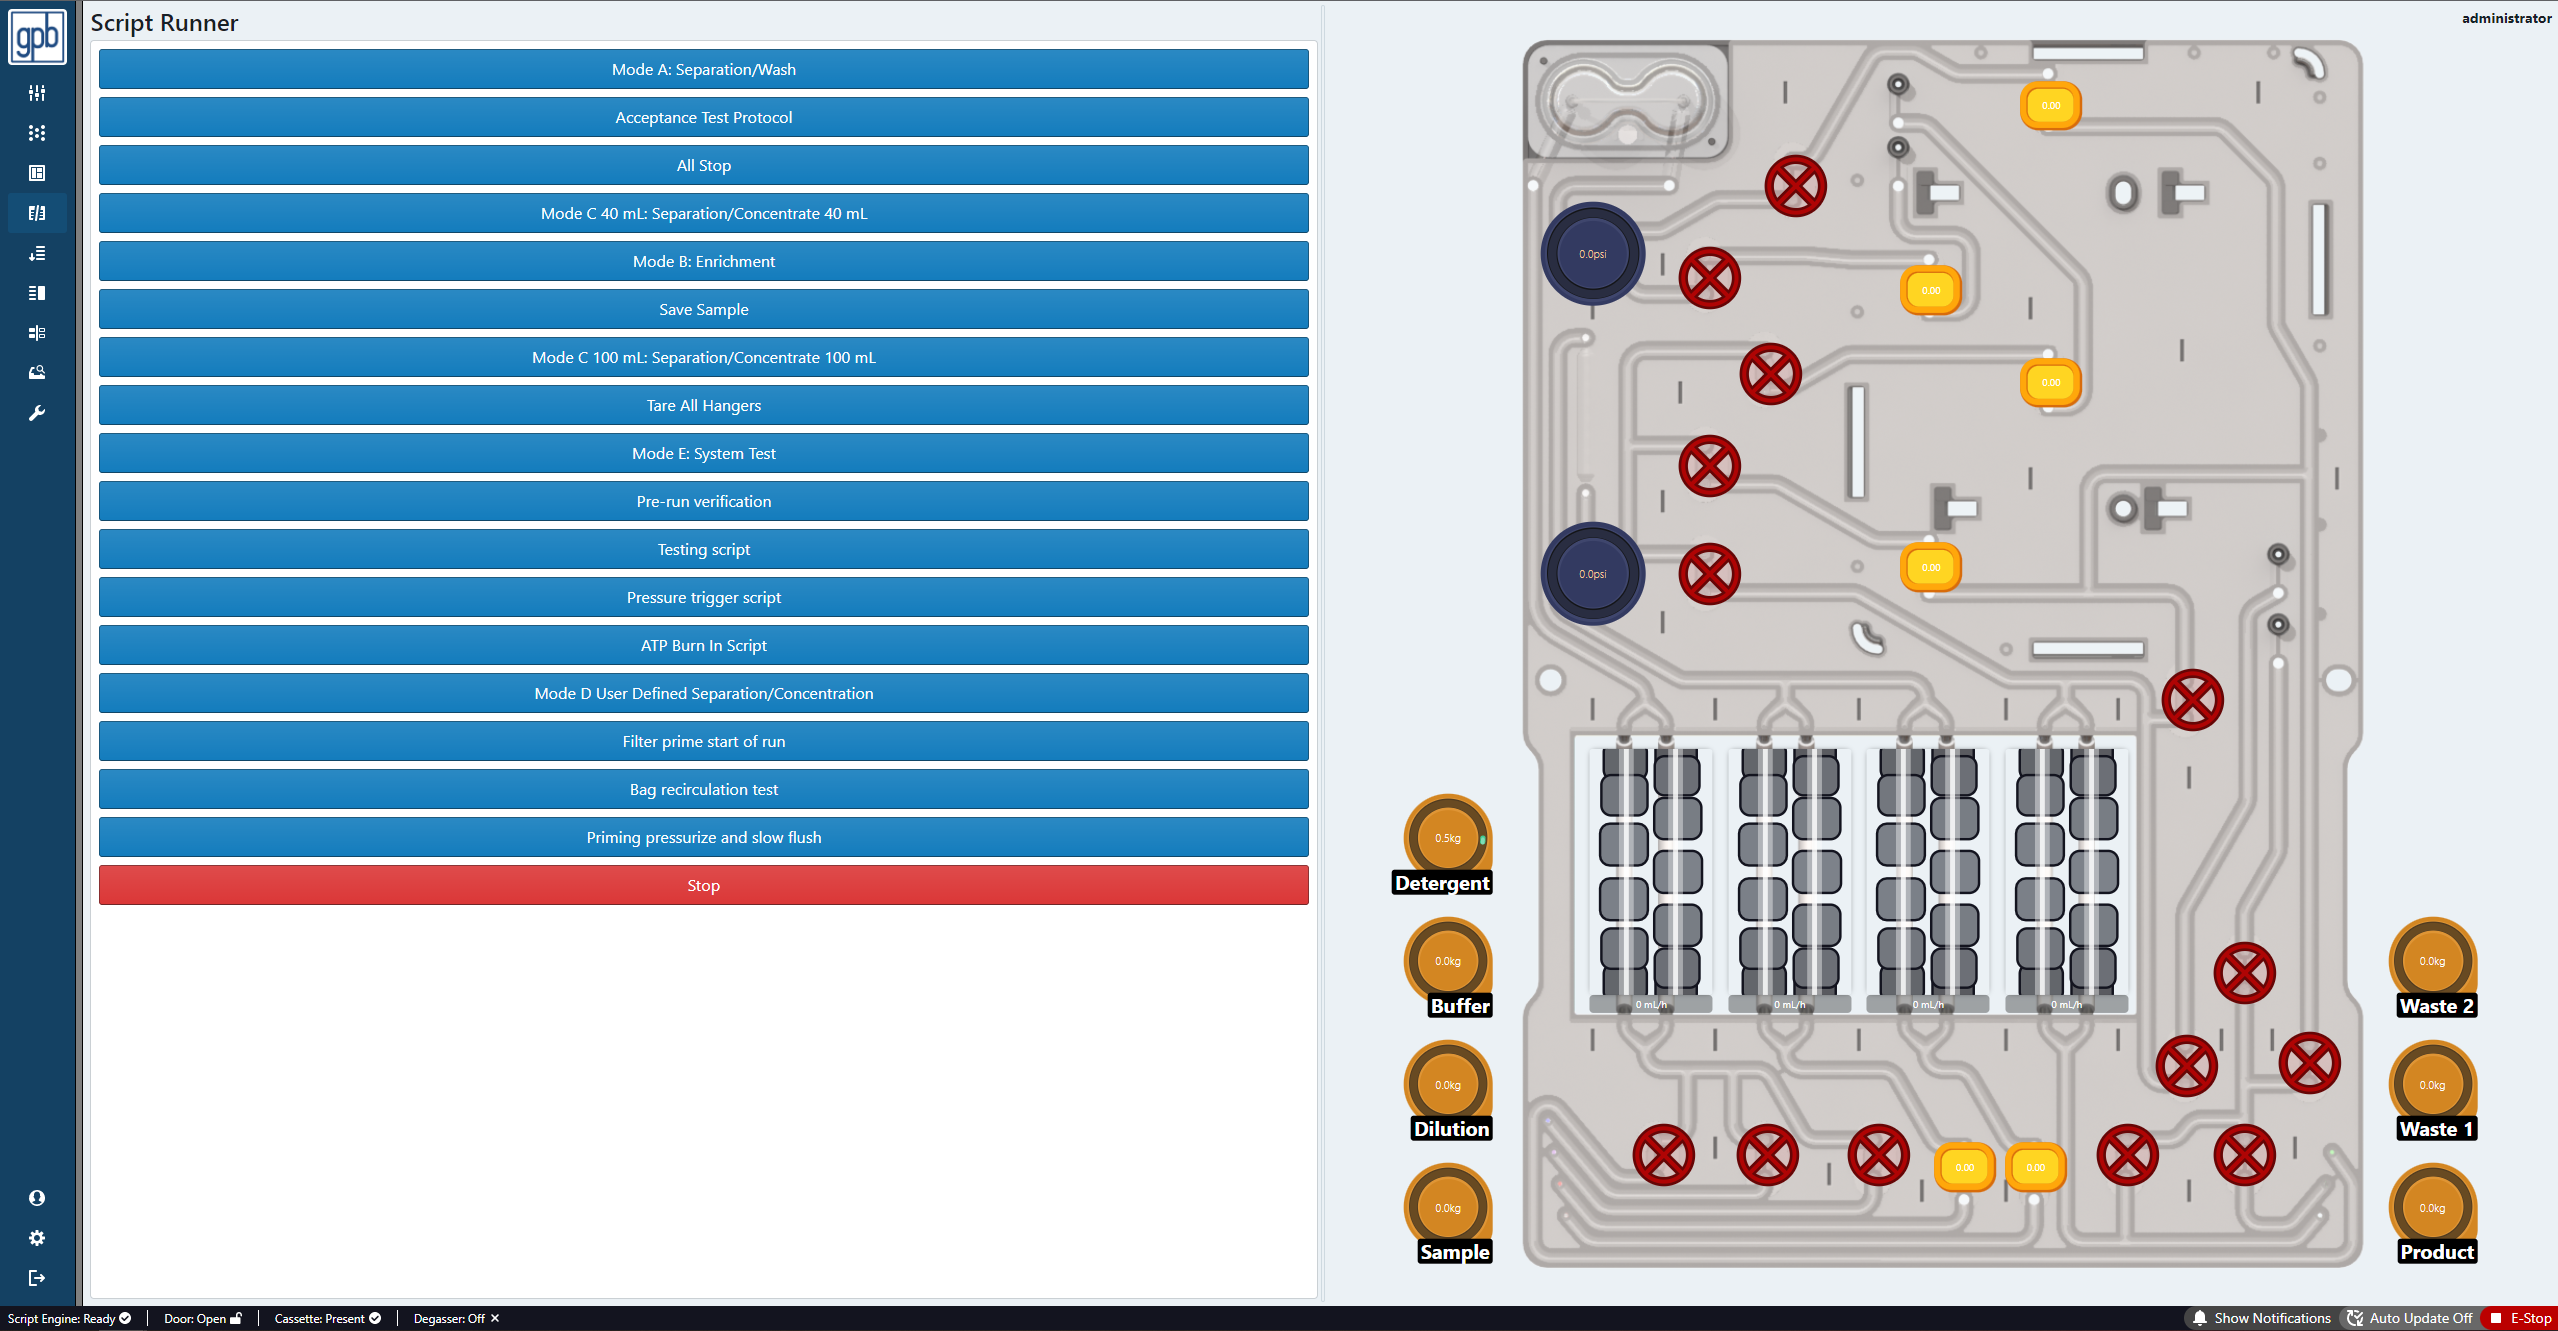 gpb
Script Runner
administrator
Mode A: Separation/Wash
Acceptance Test Protocol
All Stop
Mode C 40 mL: Separation/Concentrate 40 mL
Mode B: Enrichment
Save Sample
Mode C 100 mL: Separation/Concentrate 100 mL
Tare All Hangers
Mode E: System Test
Pre-run verification
Testing script
Pressure trigger script
ATP Burn In Script
Mode D User Defined Separation/Concentration
Filter prime start of run
Bag recirculation test
Priming pressurize and slow flush
Stop
0.00
0.0psi
0.00
0.00
0.00
0.0psi
0.5kg
Detergent
0.0kg
Buffer
0.0kg
Dilution
0.0kg
Sample
0 mL/h
0 mL/h
0 mL/h
0 mL/h
0.00
0.00
0.0kg
Waste 2
0.0kg
Waste 1
0.0kg
Product
Script Engine: Ready
Door: Open
Cassette: Present
Degasser: Off
Show Notifications
Auto Update Off
E-Stop